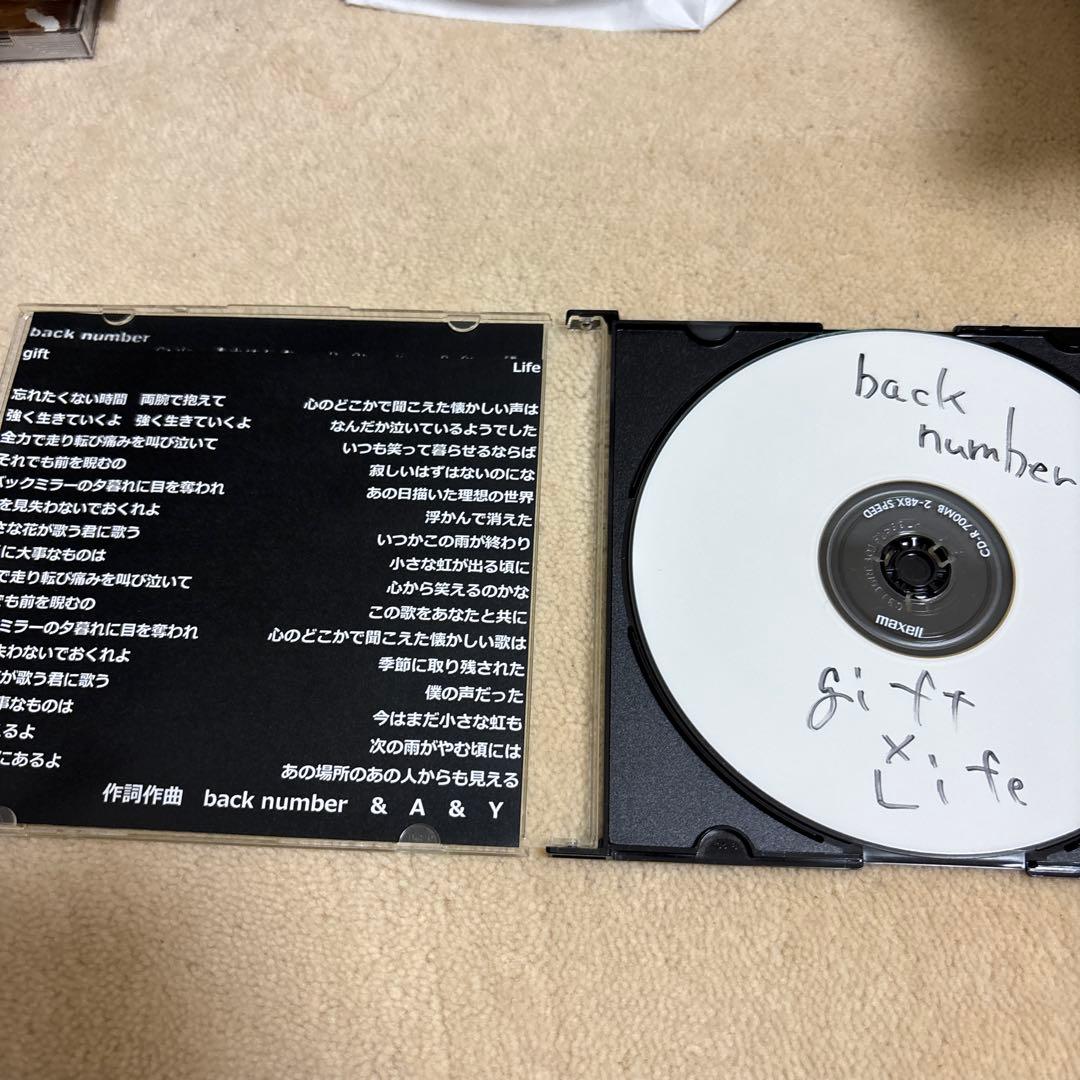 back number
gift
忘れたくない時間 両腕で抱えて
強く生きていくよ 強く生きていくよ
全力で走り転び痛みを叫び泣いて
それでも前を睨むの
バックミラーの夕暮れに目を奪われ
を見失わないでおくれよ
さな花が歌う君に歌う
に大事なものは
で走り転び痛みを叫び泣いて
でも前を睨むの
ミラーの夕暮れに目を奪われ
失わないでおくれよ
が歌う君に歌う
事なものは
るよ
にあるよ
Life
心のどこかで聞こえた懐かしい声は
なんだか泣いているようでした
いつも笑って暮らせるならば
寂しいはずはないのにな
あの日描いた理想の世界
浮かんで消えた
いつかこの雨が終わり
小さな虹が出る頃に
心から笑えるのかな
この歌をあなたと共に
心のどこかで聞こえた懐かしい歌は
季節に取り残された
僕の声だった
今はまだ小さな虹も
次の雨がやむ頃には
あの場所のあの人からも見える
作詞作曲 back number & A & Y
back
number
CD-R 700MB 2-48X SPEED
maxell
gift
×
Life